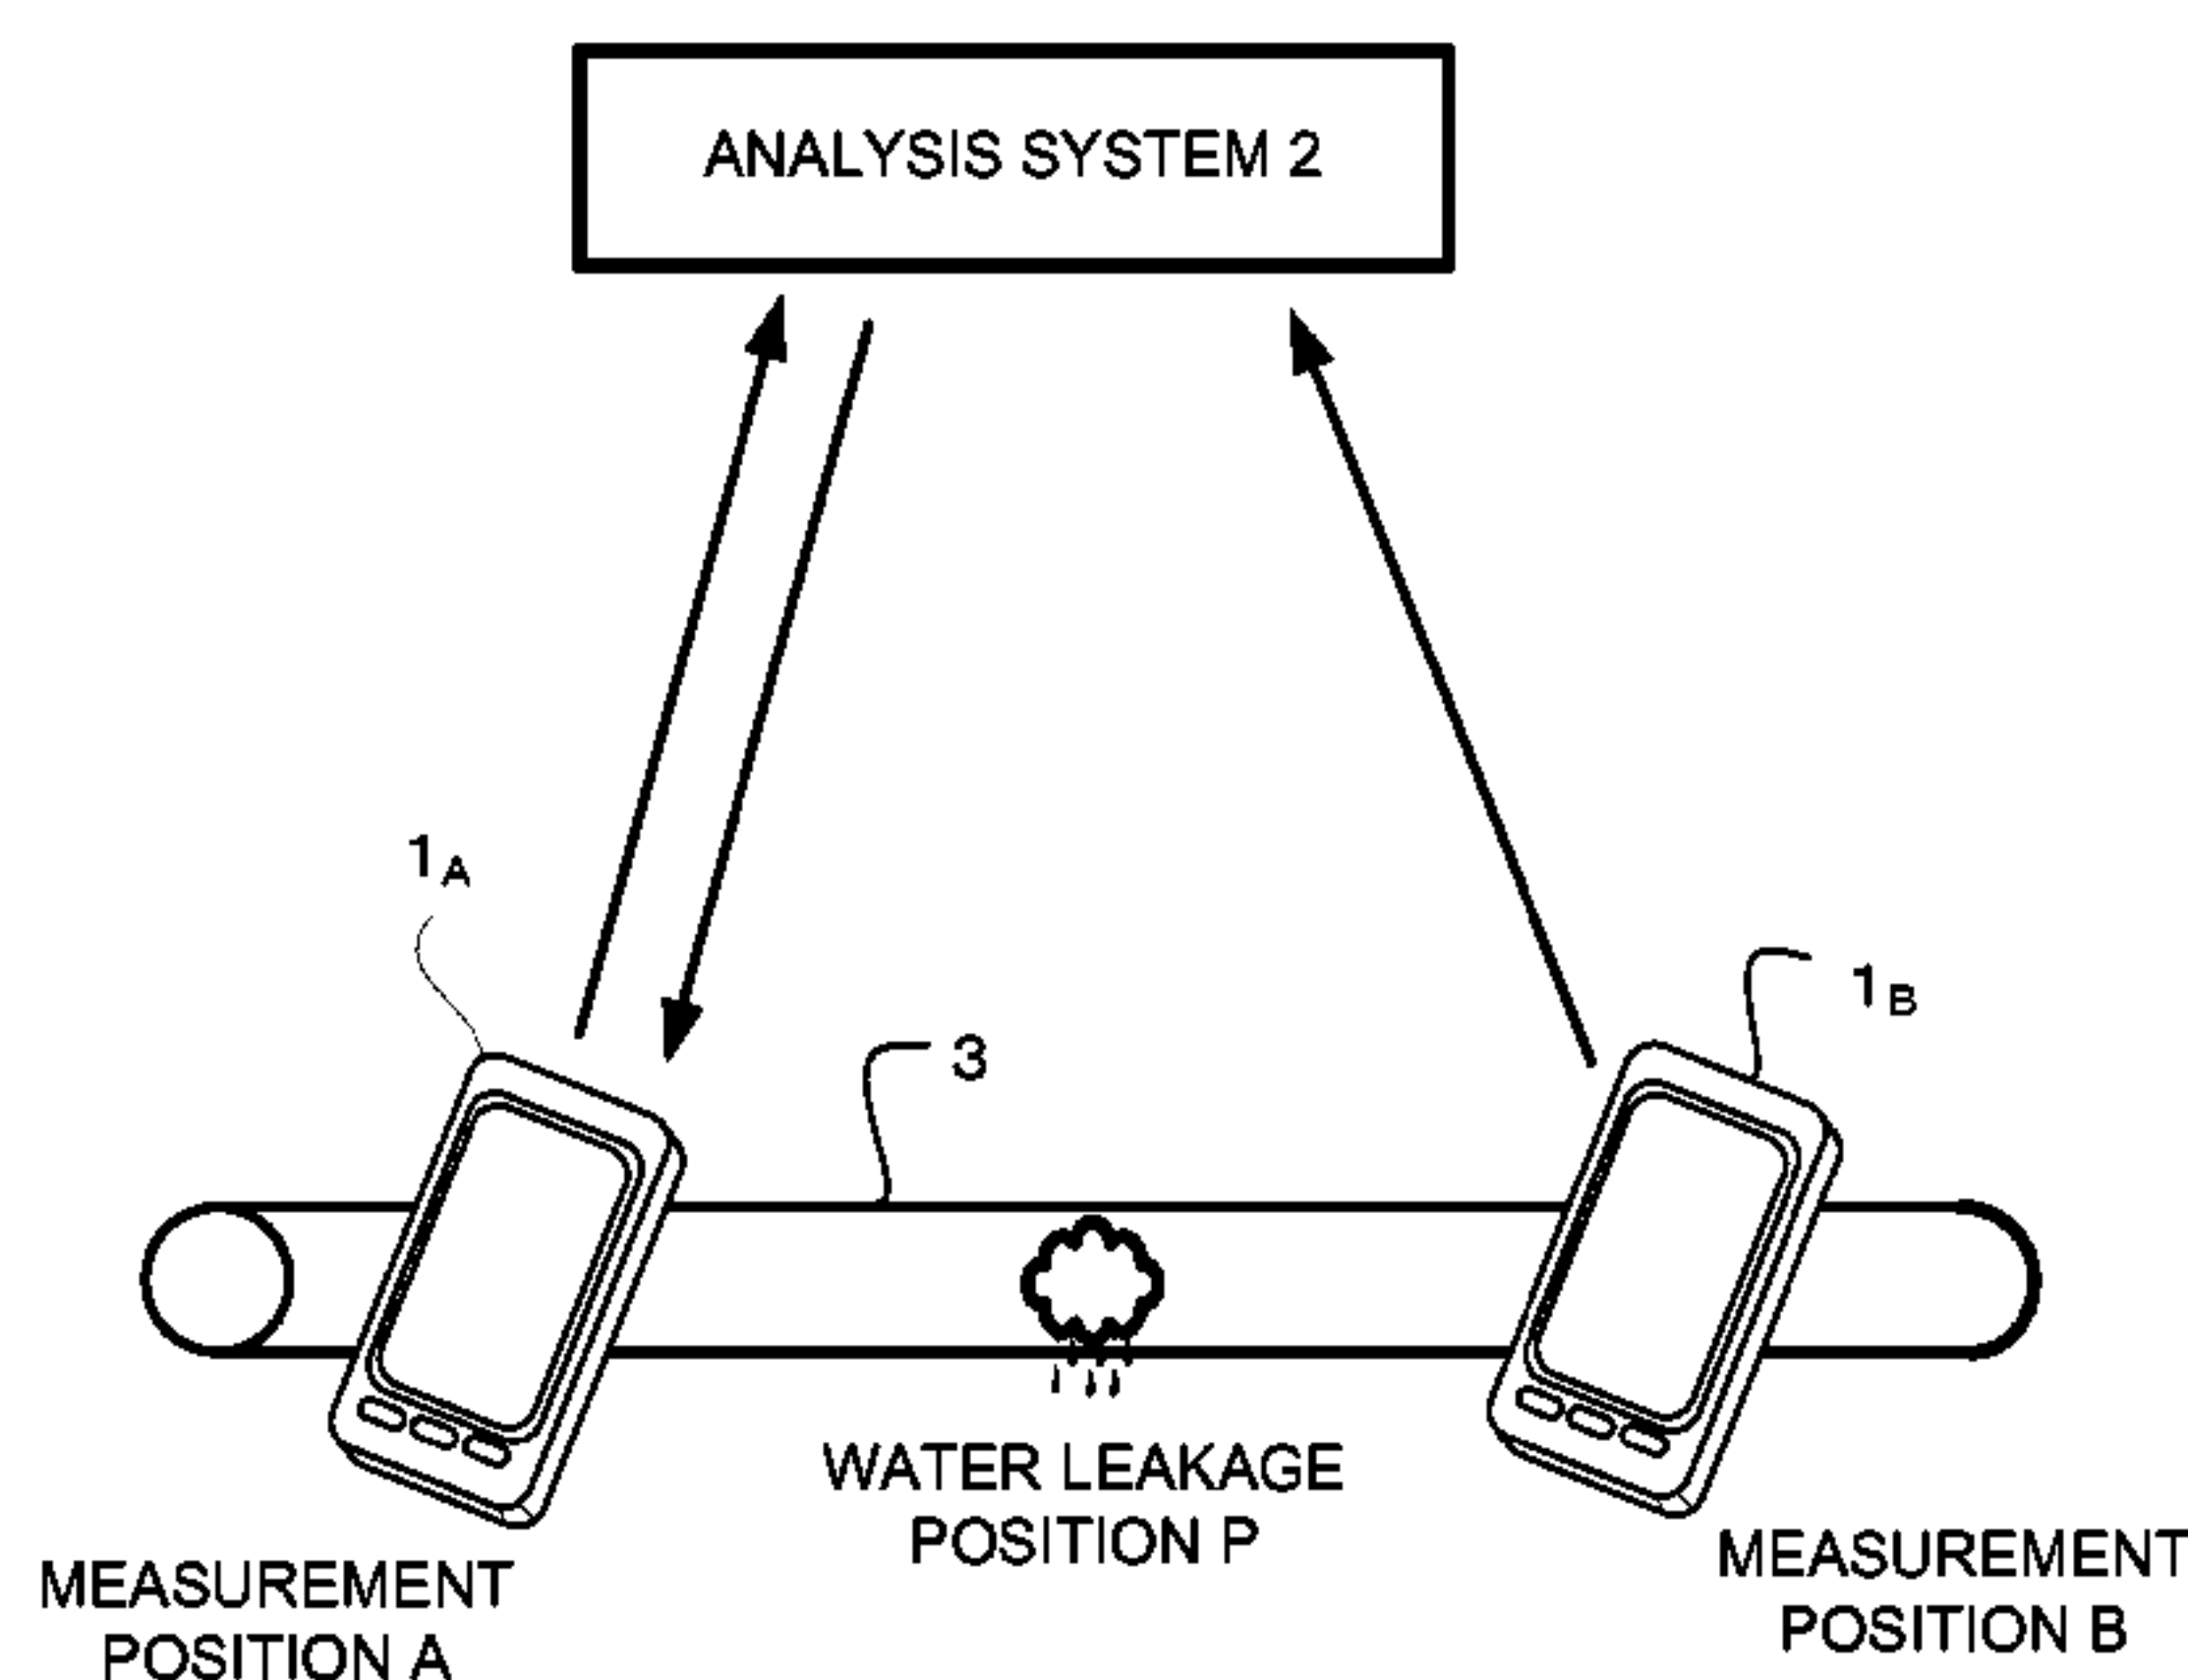 ANALYSIS SYSTEM 2
1A
1B
3
WATER LEAKAGE
POSITION P
MEASUREMENT
POSITION A
MEASUREMENT
POSITION B